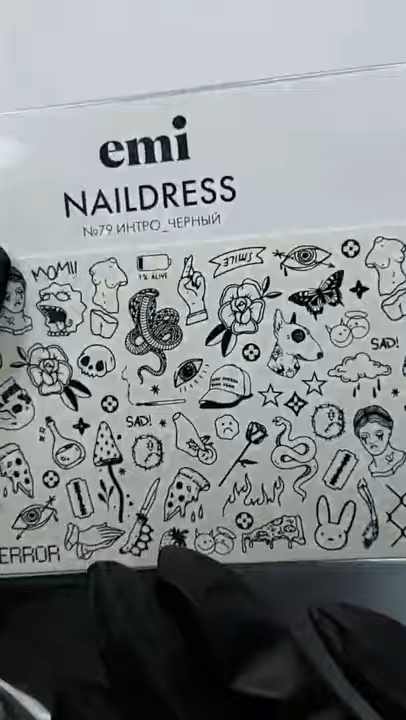 emi
NAILDRESS
№79 ИНТРО_ЧЕРНЫЙ
MOM!!
1% ALIVE
SMILE
SAD!
SAD!
ERROR